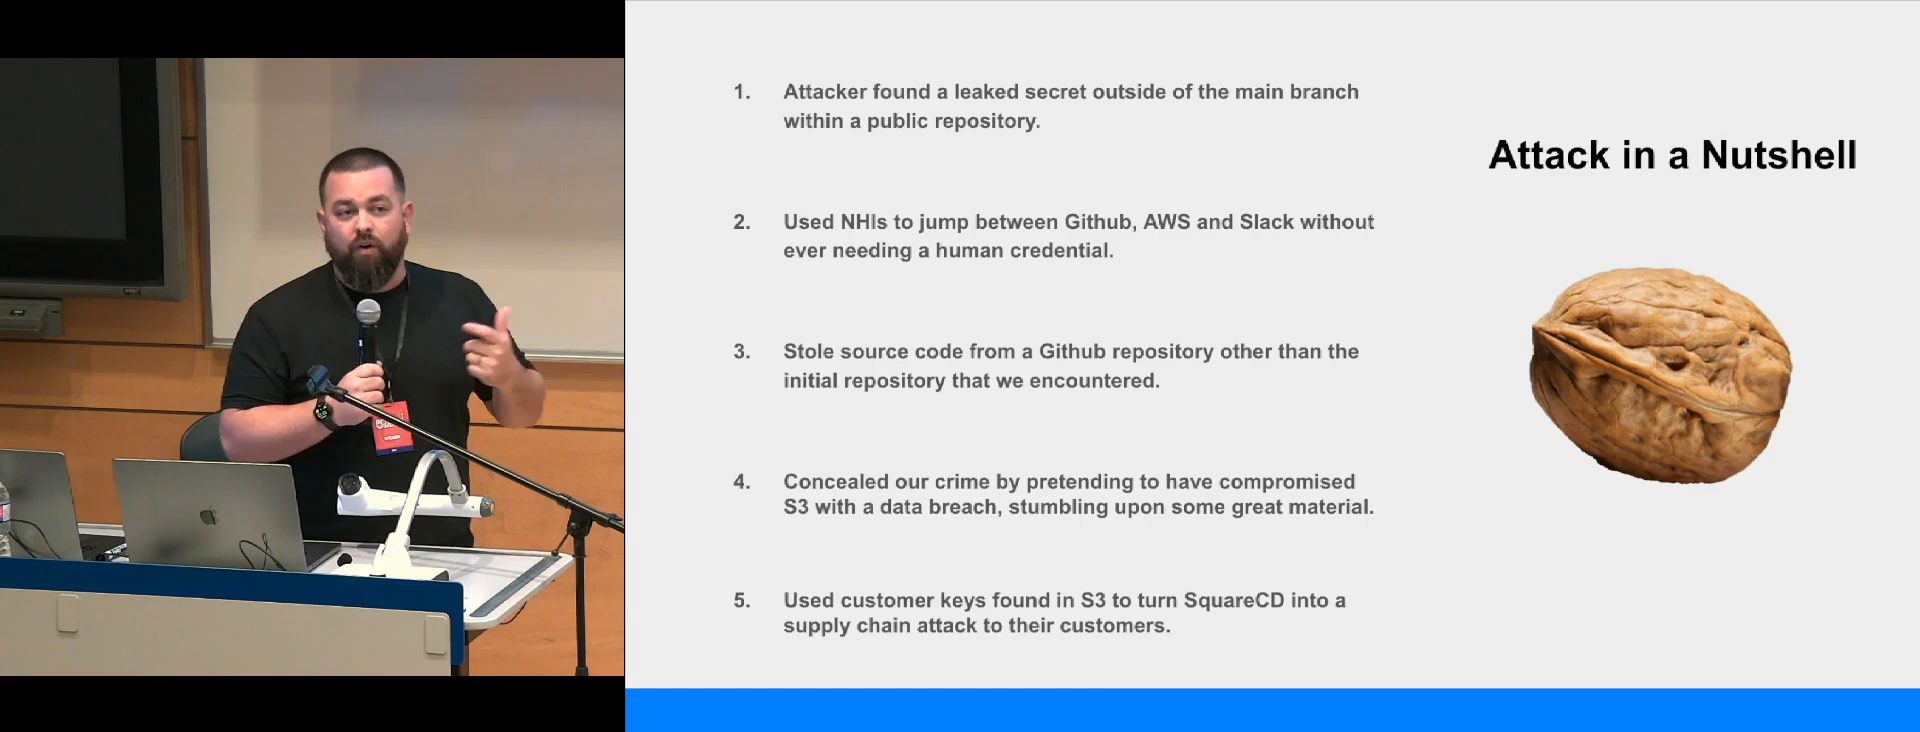 1. Attacker found a leaked secret outside of the main branch
within a public repository.
Attack in a Nutshell
2. Used NHIs to jump between Github, AWS and Slack without
ever needing a human credential.
3. Stole source code from a Github repository other than the
initial repository that we encountered.
4. Concealed our crime by pretending to have compromised
S3 with a data breach, stumbling upon some great material.
5. Used customer keys found in S3 to turn SquareCD into a
supply chain attack to their customers.